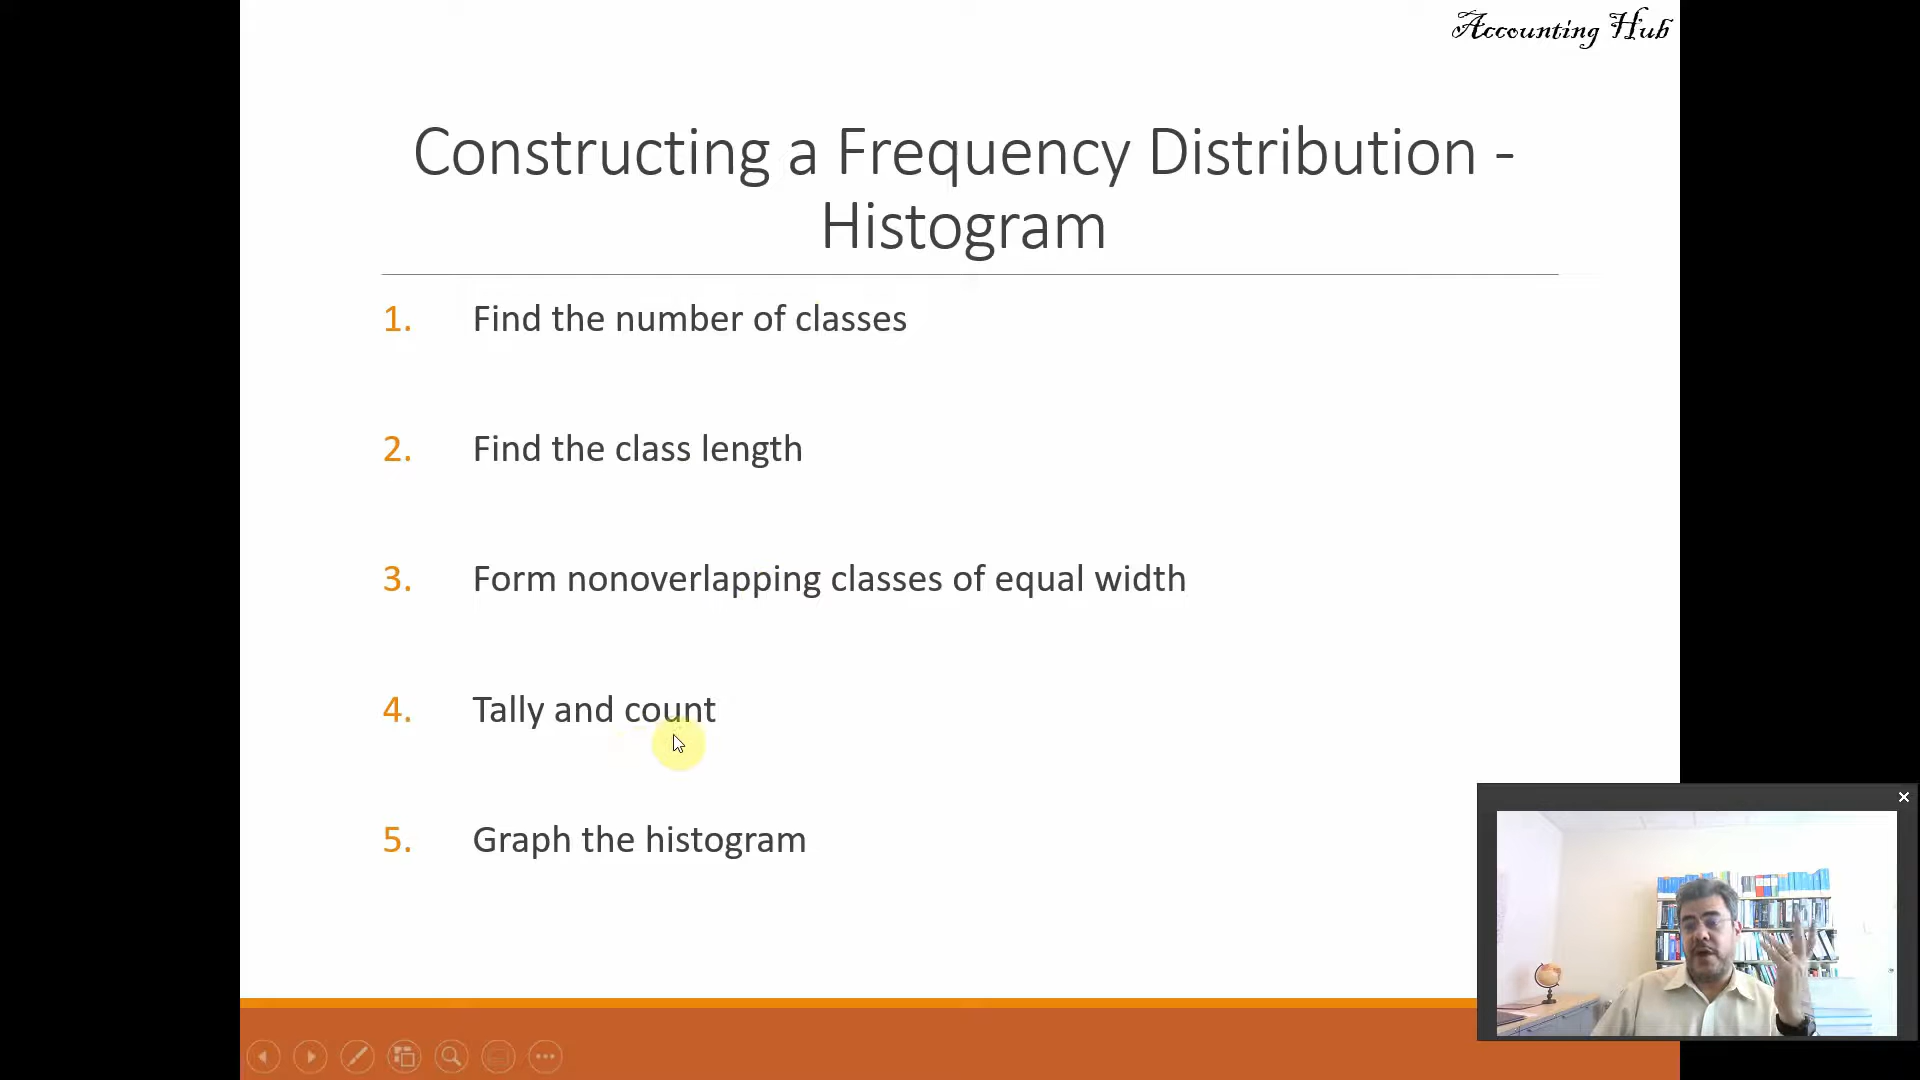 Accounting Hub
Constructing a Frequency Distribution -
Histogram
1. Find the number of classes
2. Find the class length
3. Form nonoverlapping classes of equal width
4. Tally and count
5. Graph the histogram